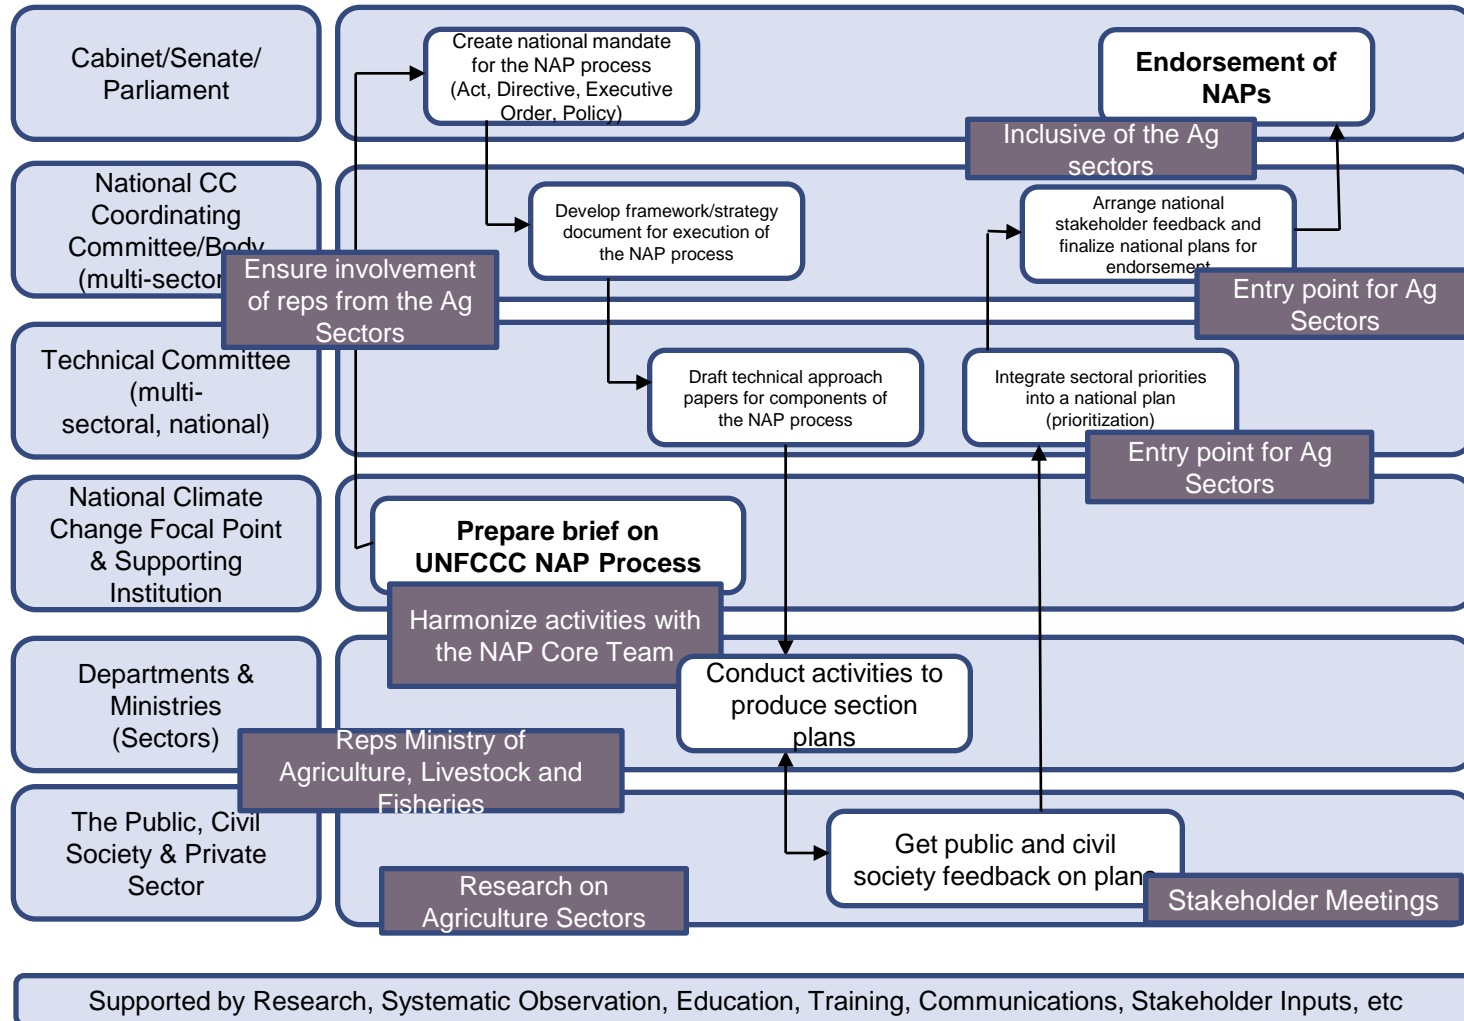 Cabinet/Senate/
Parliament
Create national mandate
for the NAP process
(Act, Directive, Executive
Order, Policy)
Endorsement of
NAPs
Inclusive of the Ag
sectors
National CC
Coordinating
Committee/Body
(multi-sector
Ensure involvement
of reps from the Ag
Sectors
Develop framework/strategy
document for execution of
the NAP process
Arrange national
stakeholder feedback and
finalize national plans for
endorsement
Entry point for Ag
Sectors
Technical Committee
(multi-
sectoral, national)
Draft technical approach
papers for components of
the NAP process
Integrate sectoral priorities
into a national plan
(prioritization)
Entry point for Ag
Sectors
National Climate
Change Focal Point
& Supporting
Institution
Prepare brief on
UNFCCC NAP Process
Harmonize activities with
the NAP Core Team
Departments &
Ministries
(Sectors)
Conduct activities to
produce section
plans
Reps Ministry of
Agriculture, Livestock and
Fisheries
The Public, Civil
Society & Private
Sector
Get public and civil
society feedback on plans
Research on
Agriculture Sectors
Stakeholder Meetings
Supported by Research, Systematic Observation, Education, Training, Communications, Stakeholder Inputs, etc